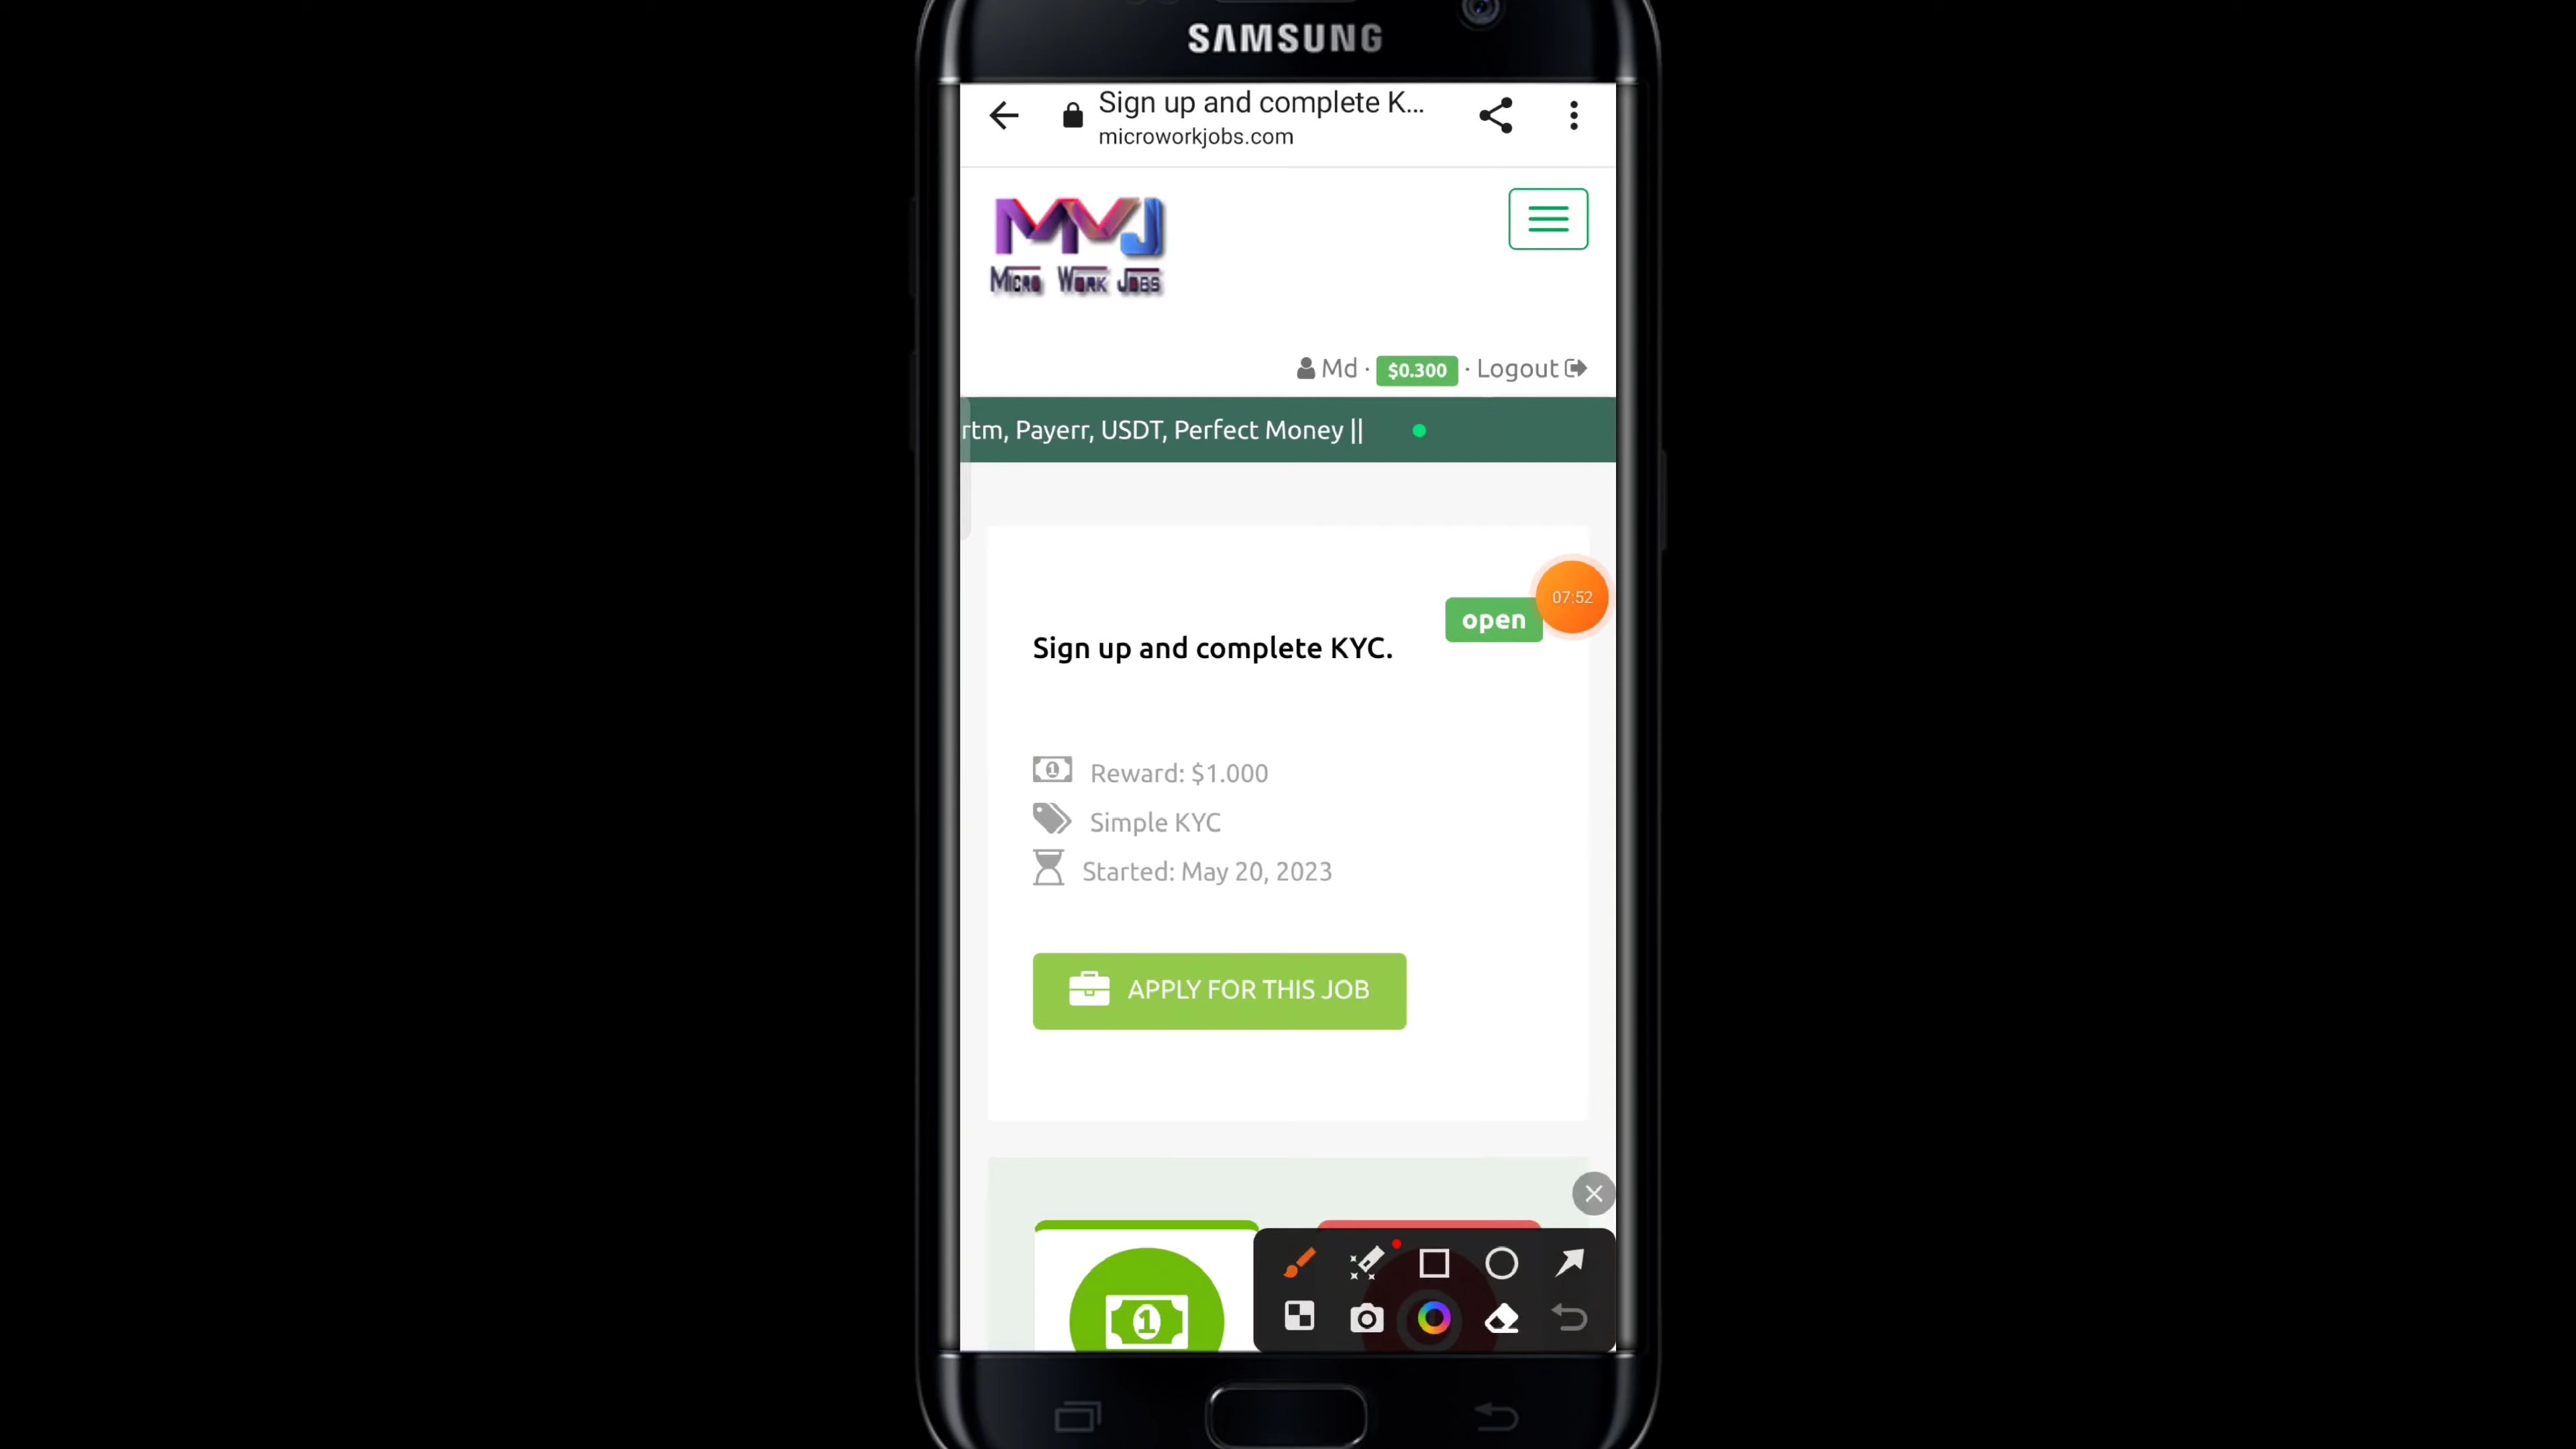 SAMSUNG
Sign up and complete K...
microworkjobs.com
MWJ
Micro Work Jobs
Md · $0.300 · Logout
rtm, Payerr, USDT, Perfect Money ||
07:52
open
Sign up and complete KYC.
Reward: $1.000
Simple KYC
Started: May 20, 2023
APPLY FOR THIS JOB